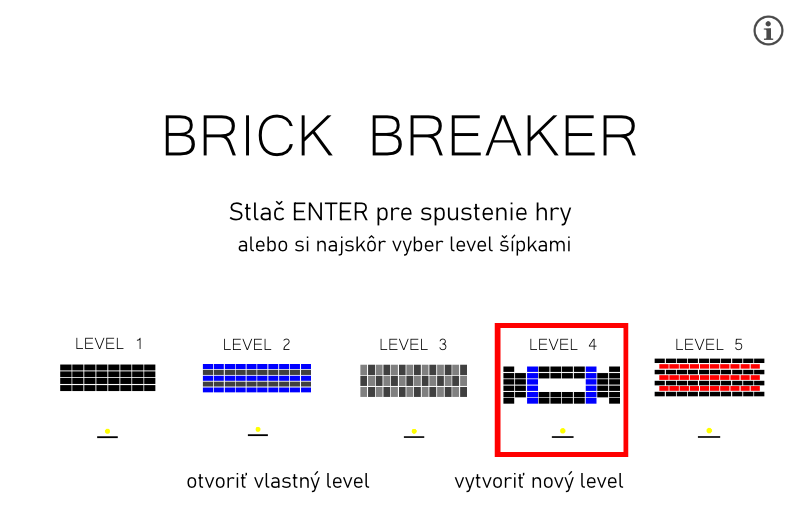 BRICK BREAKER
Stlač ENTER pre spustenie hry
alebo si najskôr vyber level šípkami
LEVEL 1 LEVEL 2 LEVEL 3 LEVEL 4 LEVEL 5
otvoriť vlastný level vytvoriť nový level